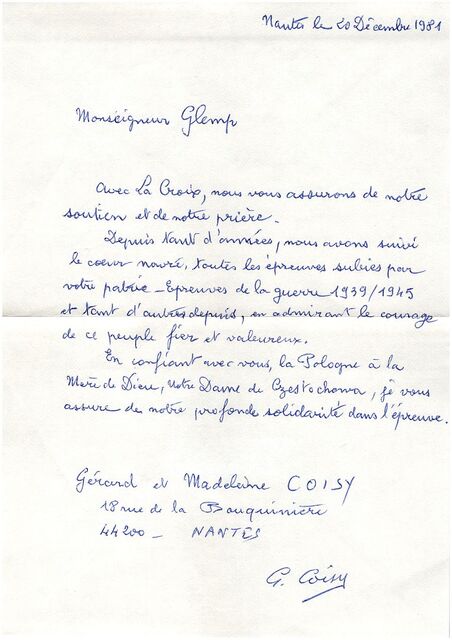 Nantes le 20 Décembre 1981
Monseigneur Glemp
Avec La Croix, nous vous assurons de notre
soutien et de notre prière.
Depuis tant d'années, nous avons suivi
le coeur navré, toutes les épreuves subies par
votre patrie - Epreuves de la guerre 1939/1945
et tant d'autres depuis, en admirant le courage
de ce peuple fier et valeureux.
En confiant avec vous, la Pologne à la
Mère de Dieu, Notre Dame de Czestochowa, je vous
assure de notre profonde solidarité dans l'épreuve.
Gérard et Madeleine COISY
18 rue de la Bouquinière
44200 - NANTES
G. Coisy